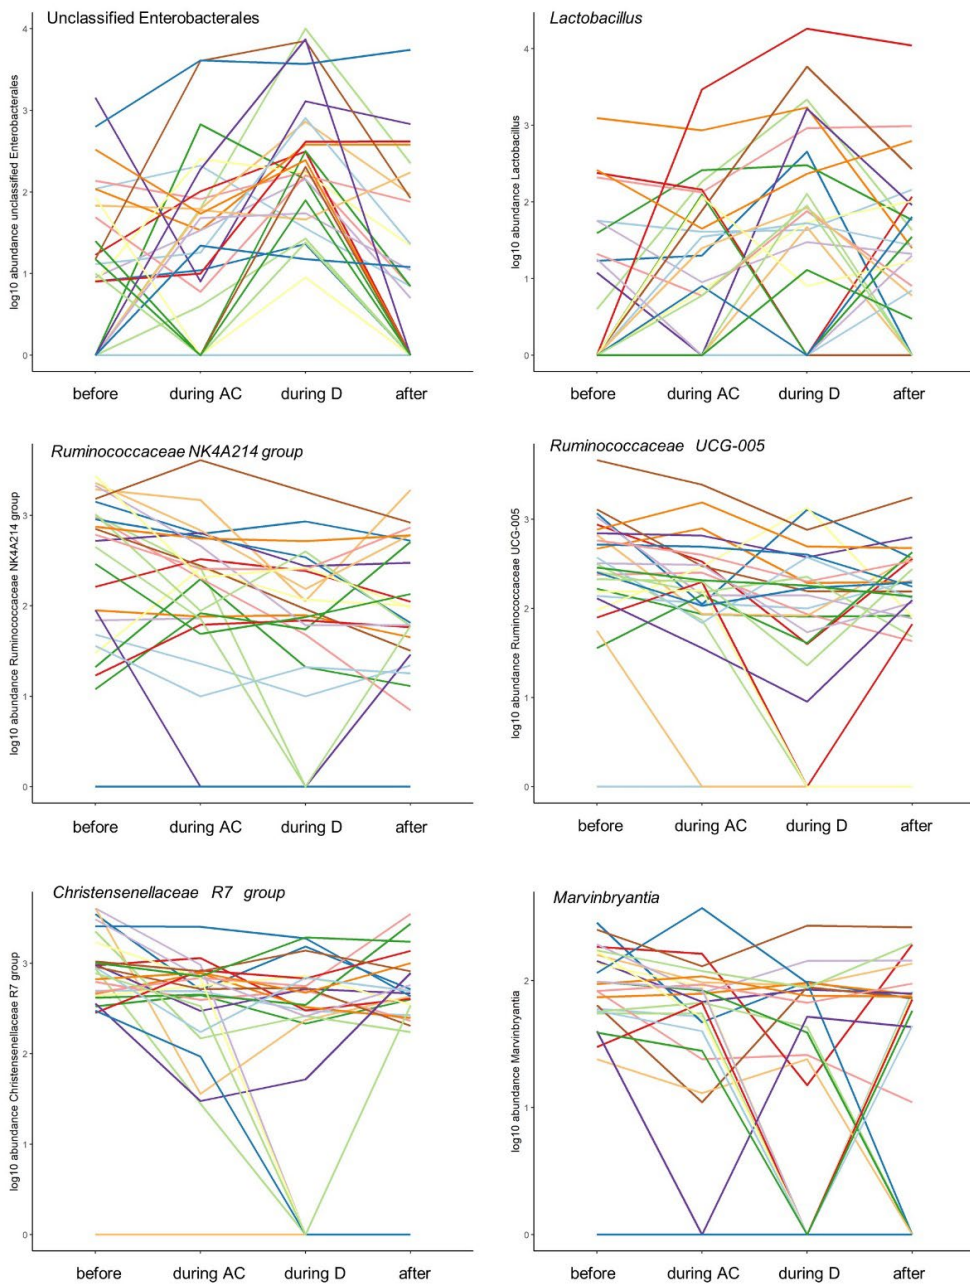 Unclassified Enterobacterales
log10 abundance unclassified Enterobacterales
4
3
2
1
0
before during AC during D after
Lactobacillus
log10 abundance Lactobacillus
4
3
2
1
0
before during AC during D after
Ruminococcaceae NK4A214 group
log10 abundance Ruminococcaceae NK4A214 group
3
2
1
0
before during AC during D after
Ruminococcaceae UCG-005
log10 abundance Ruminococcaceae UCG-005
3
2
1
0
before during AC during D after
Christensenellaceae R7 group
log10 abundance Christensenellaceae R7 group
3
2
1
0
before during AC during D after
Marvinbryantia
log10 abundance Marvinbryantia
2
1
0
before during AC during D after